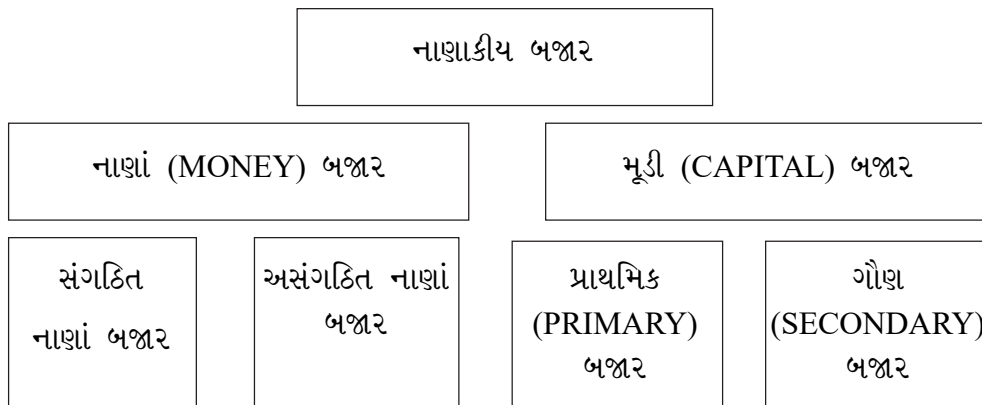 નાણાકીય બજાર
નાણાં (MONEY) બજાર
મૂડી (CAPITAL) બજાર
સંગઠિત
નાણાં બજાર
અસંગઠિત નાણાં
બજાર
પ્રાથમિક
(PRIMARY)
બજાર
ગૌણ
(SECONDARY)
બજાર